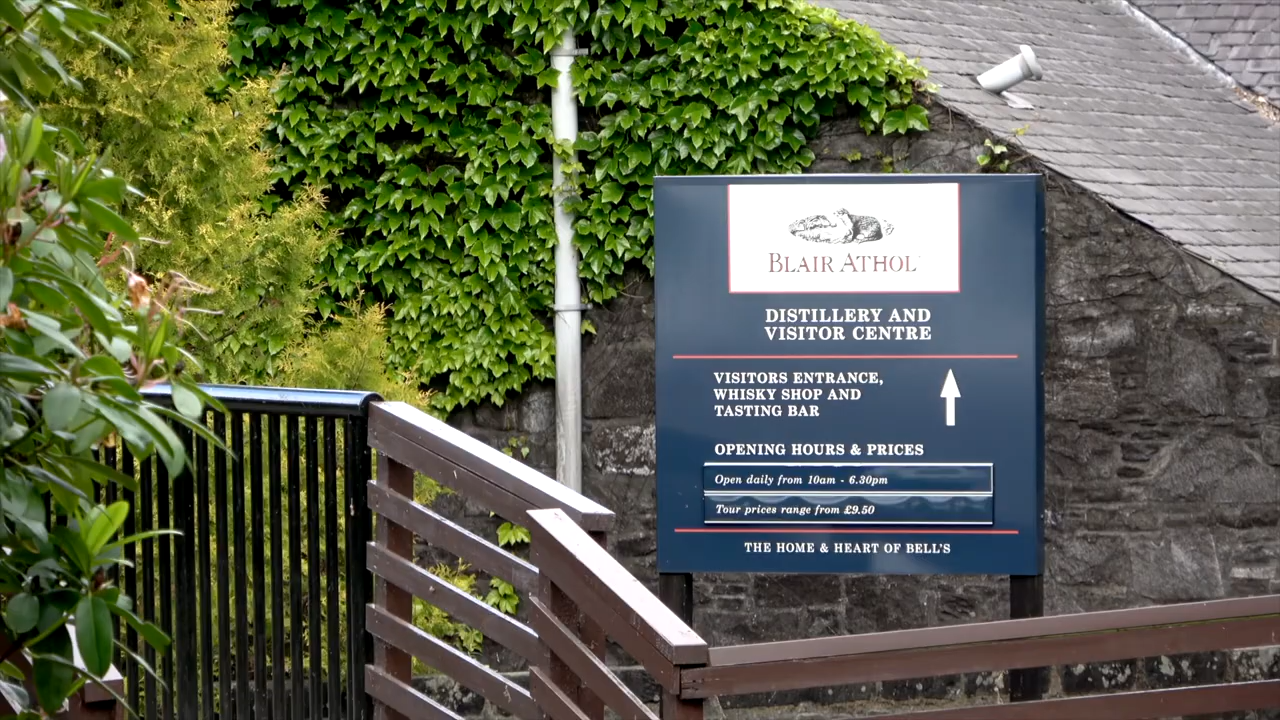 BLAIR ATHOL
DISTILLERY AND
VISITOR CENTRE
VISITORS ENTRANCE,
WHISKY SHOP AND
TASTING BAR
OPENING HOURS & PRICES
Open daily from 10am - 6.30pm
Tour prices range from £9.50
THE HOME & HEART OF BELL'S